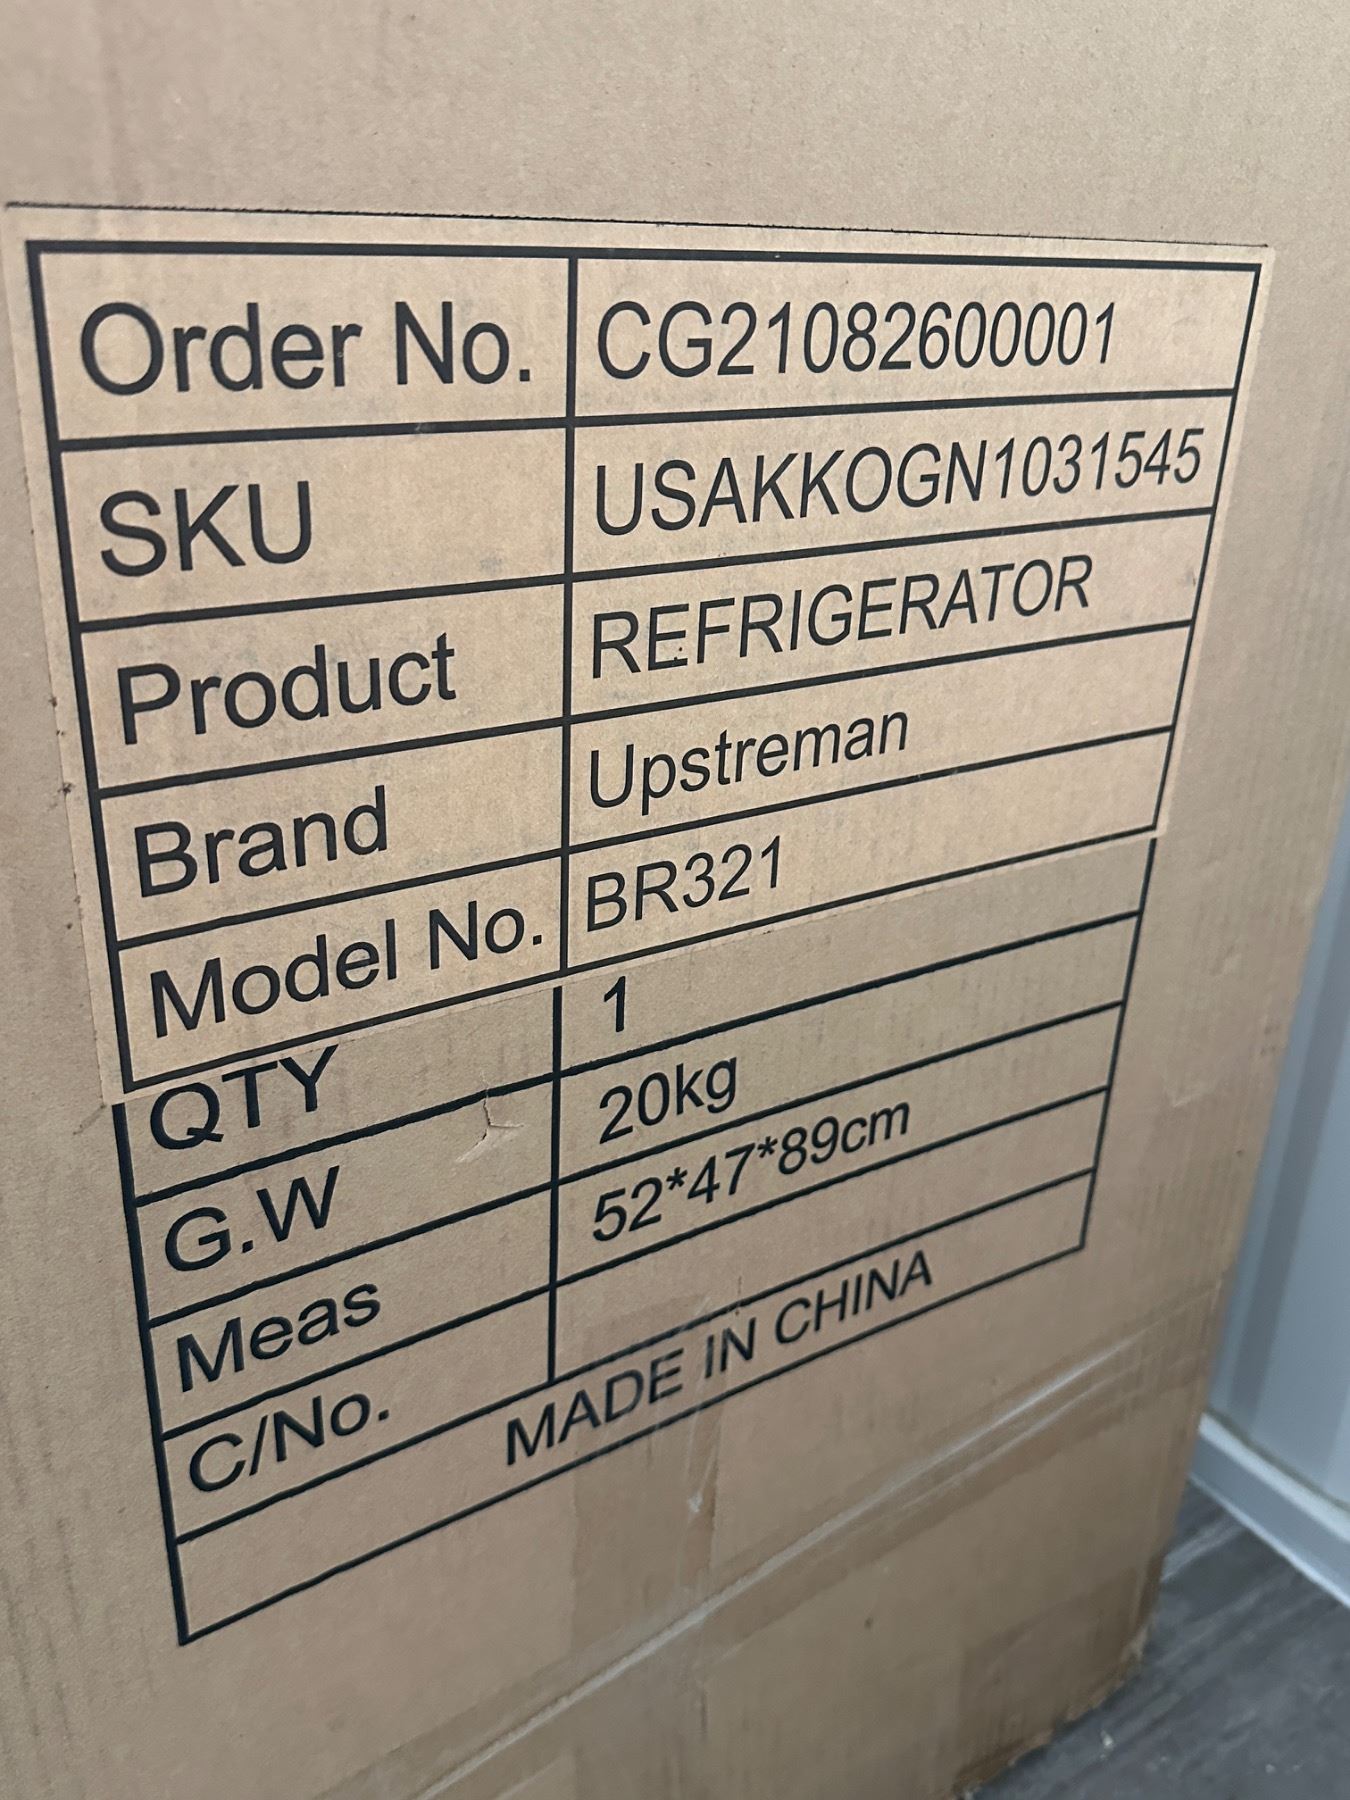 Order No. CG21082600001
SKU USAKKOGN1031545
Product REFRIGERATOR
Brand Upstreman
Model No. BR321
QTY 1
G.W 20kg
Meas 52*47*89cm
C/No.
MADE IN CHINA